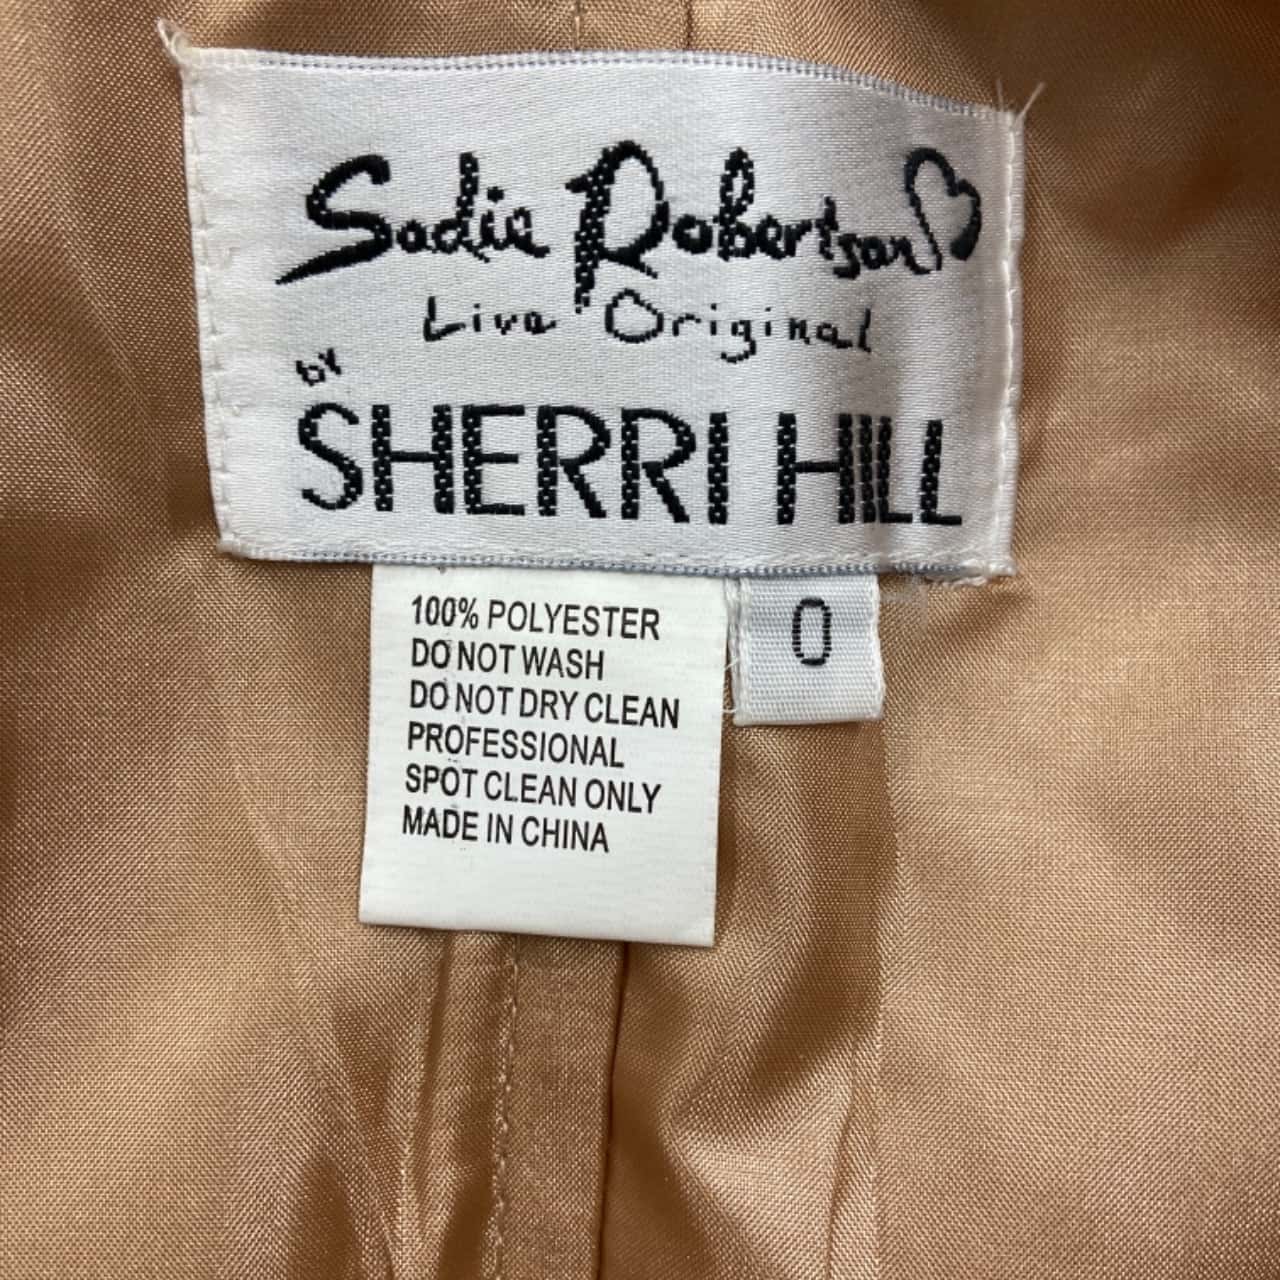 Sadie Robertson
Live Original
BY
SHERRI HILL
100% POLYESTER
DO NOT WASH
DO NOT DRY CLEAN
PROFESSIONAL
SPOT CLEAN ONLY
MADE IN CHINA
0